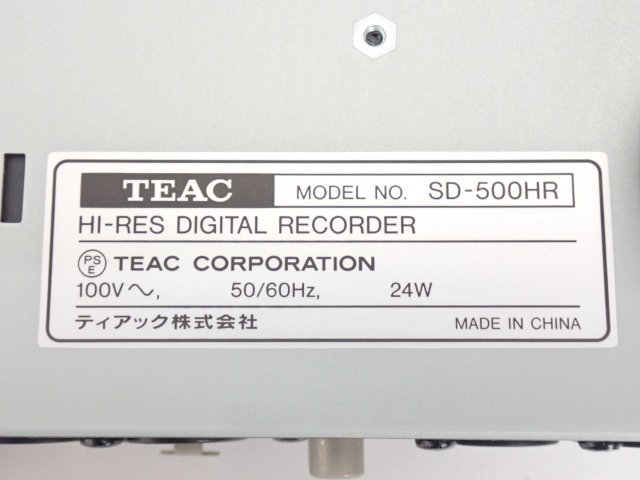 TEAC MODEL NO. SD-500HR
HI-RES DIGITAL RECORDER
PS E TEAC CORPORATION
100V～, 50/60Hz, 24W
ティアック株式会社 MADE IN CHINA